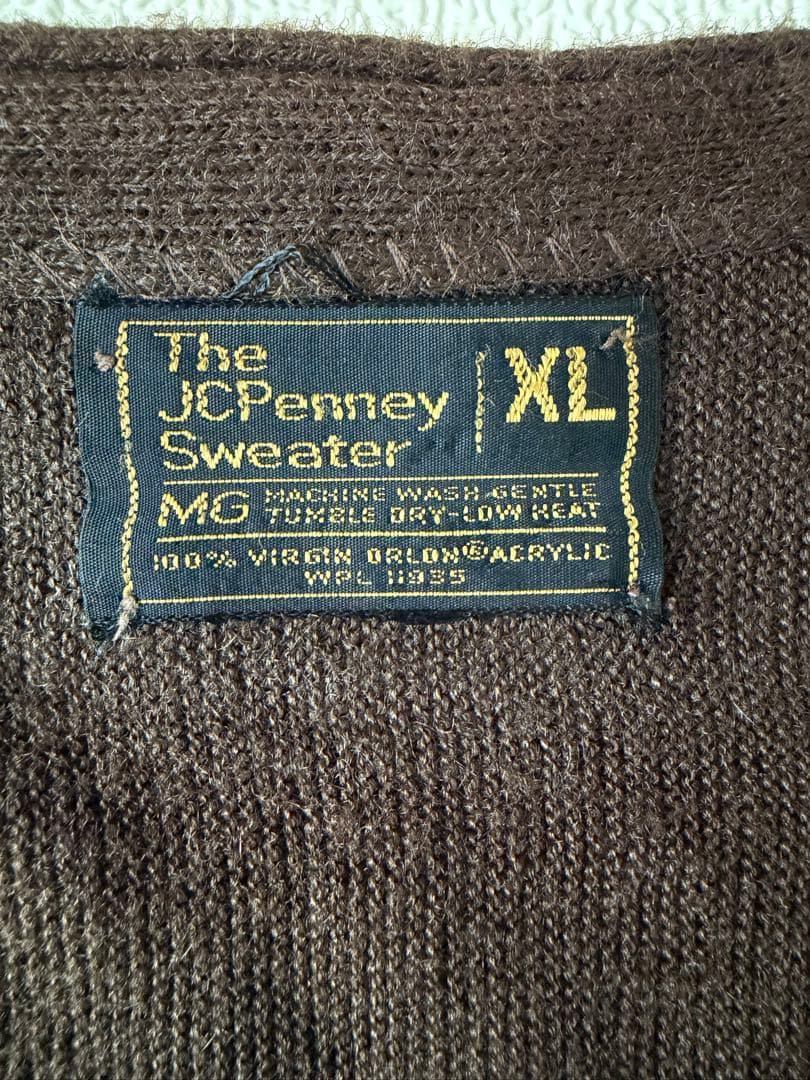 The
JCPenney
Sweater
XL
MG MACHINE WASH-GENTLE
TUMBLE DRY-LOW HEAT
100% VIRGIN ORLON® ACRYLIC
WPL 11935